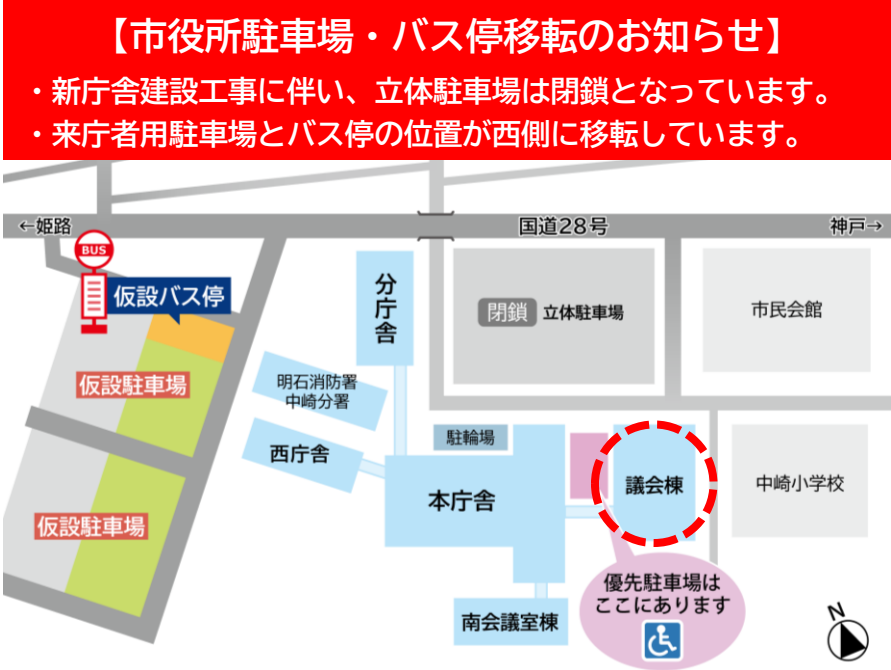 【市役所駐車場・バス停移転のお知らせ】
・新庁舎建設工事に伴い、立体駐車場は閉鎖となっています。
・来庁者用駐車場とバス停の位置が西側に移転しています。
←姫路
国道28号
神戸→
BUS
仮設バス停
分庁舎
閉鎖 立体駐車場
市民会館
仮設駐車場
明石消防署
中崎分署
駐輪場
西庁舎
本庁舎
議会棟
中崎小学校
仮設駐車場
優先駐車場は
ここにあります
南会議室棟
N